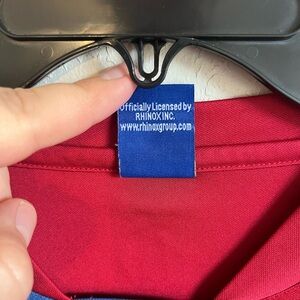 Officially Licensed by
RHINOX INC.
www.rhinoxgroup.com